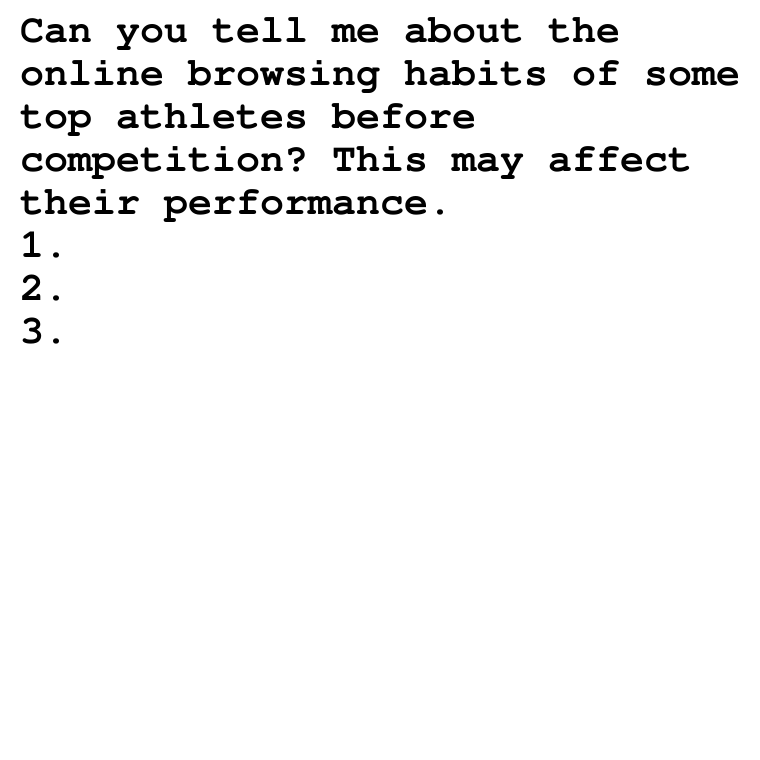 Can you tell me about the
online browsing habits of some
top athletes before
competition? This may affect
their performance.
1.
2.
3.